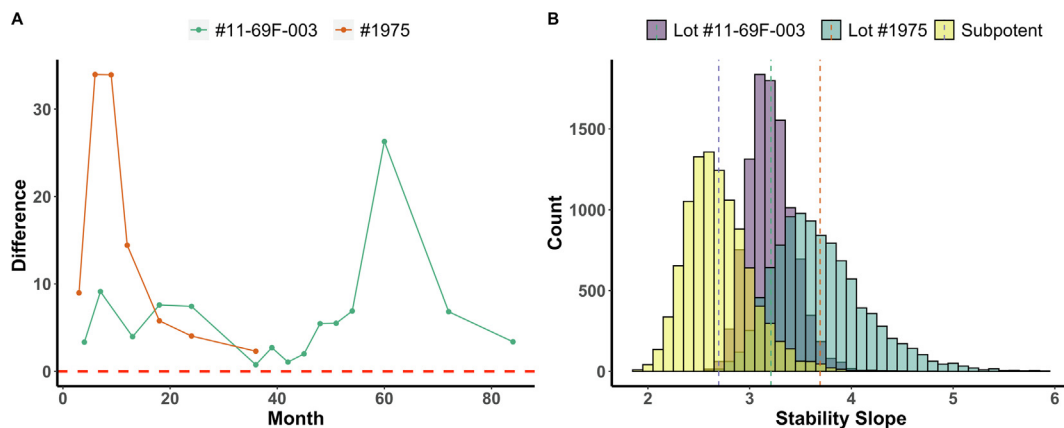 A
#11-69F-003 #1975
Difference
30
20
10
0
0 20 40 60 80
Month
B
Lot #11-69F-003 Lot #1975 Subpotent
Count
1500
1000
500
0
2 3 4 5 6
Stability Slope